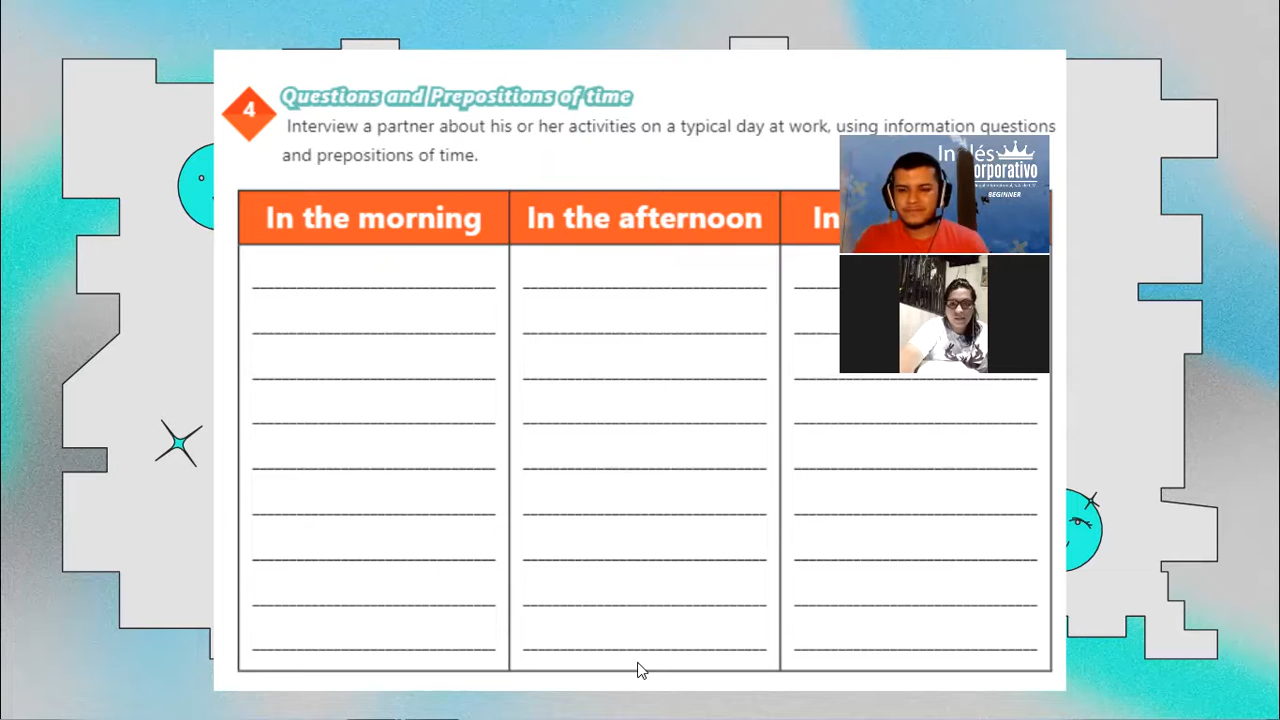 4
Questions and Prepositions of time
Interview a partner about his or her activities on a typical day at work, using information questions
and prepositions of time.
In the morning
In the afternoon
In
BEGINNER